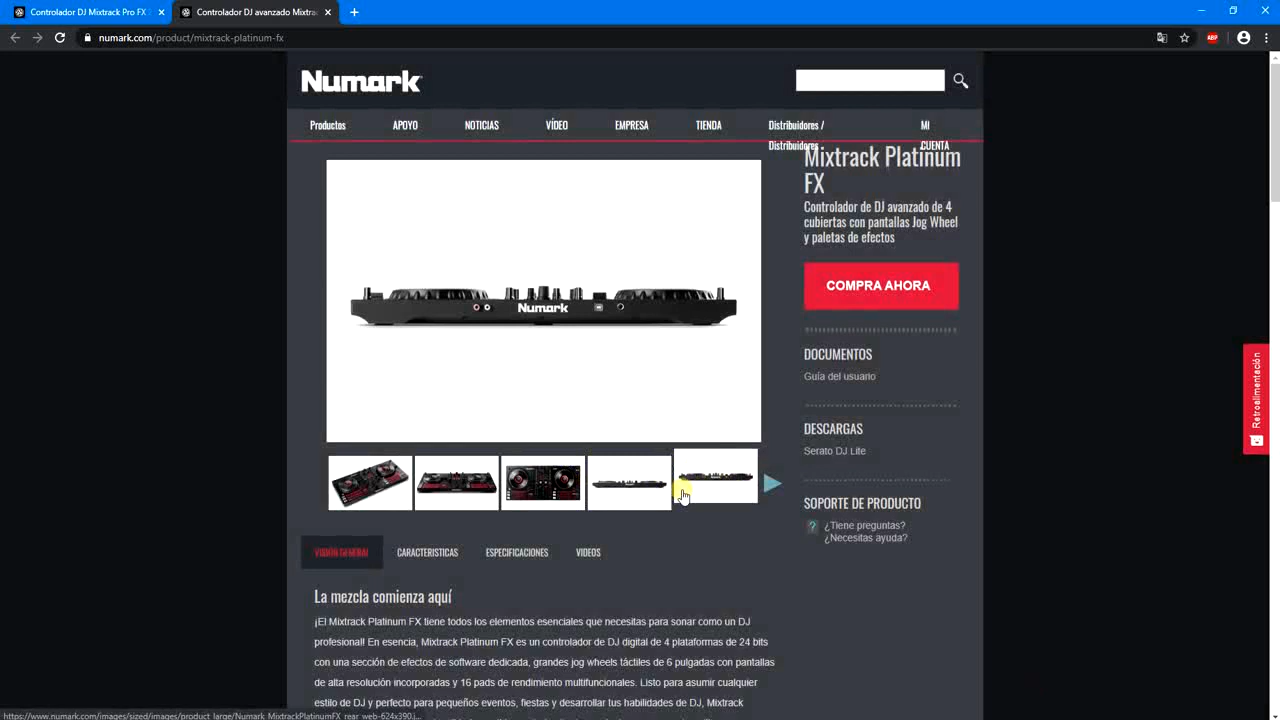 Controlador DJ Mixtrack Pro FX
Controlador DJ avanzado Mixtra
numark.com/product/mixtrack-platinum-fx
ABP
Numark
Productos
APOYO
NOTICIAS
VÍDEO
EMPRESA
TIENDA
Distribuidores /
Distribuidores
MI
CUENTA
Mixtrack Platinum
FX
Controlador de DJ avanzado de 4
cubiertas con pantallas Jog Wheel
y paletas de efectos
COMPRA AHORA
Numark
DOCUMENTOS
Guía del usuario
DESCARGAS
Serato DJ Lite
SOPORTE DE PRODUCTO
¿Tiene preguntas?
¿Necesitas ayuda?
Retroalimentación
VISIÓN GENERAL
CARACTERISTICAS
ESPECIFICACIONES
VIDEOS
La mezcla comienza aquí
¡El Mixtrack Platinum FX tiene todos los elementos esenciales que necesitas para sonar como un DJ
profesional! En esencia, Mixtrack Platinum FX es un controlador de DJ digital de 4 plataformas de 24 bits
con una sección de efectos de software dedicada, grandes jog wheels táctiles de 6 pulgadas con pantallas
de alta resolución incorporadas y 16 pads de rendimiento multifuncionales. Listo para asumir cualquier
estilo de DJ y perfecto para pequeños eventos, fiestas y desarrollar tus habilidades de DJ, Mixtrack
https://www.numark.com/images/sized/images/product_large/Numark_MixtrackPlatinumFX_rear_web-624x390.j...